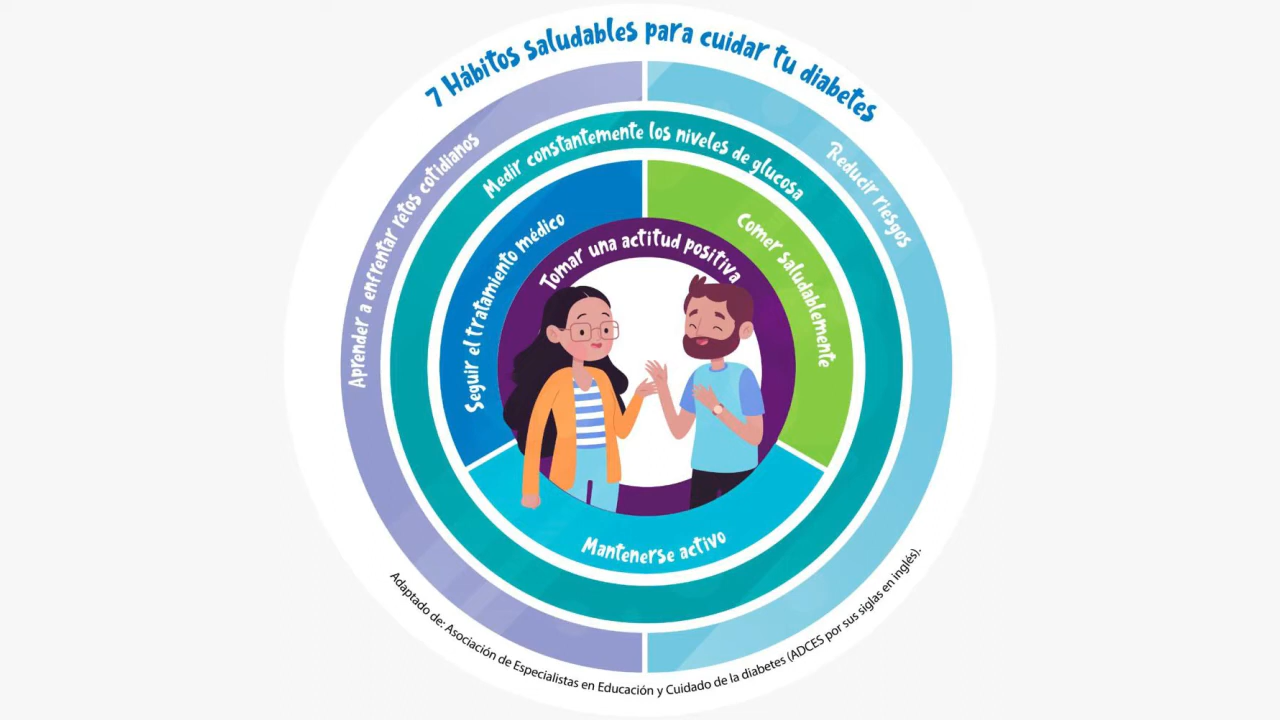 7 Hábitos saludables para cuidar tu diabetes
Aprender a enfrentar retos cotidianos
Reducir riesgos
Medir constantemente los niveles de glucosa
Seguir el tratamiento médico
Comer saludablemente
Tomar una actitud positiva
Mantenerse activo
Adaptado de: Asociación de Especialistas en Educación y Cuidado de la diabetes (ADCES por sus siglas en inglés).